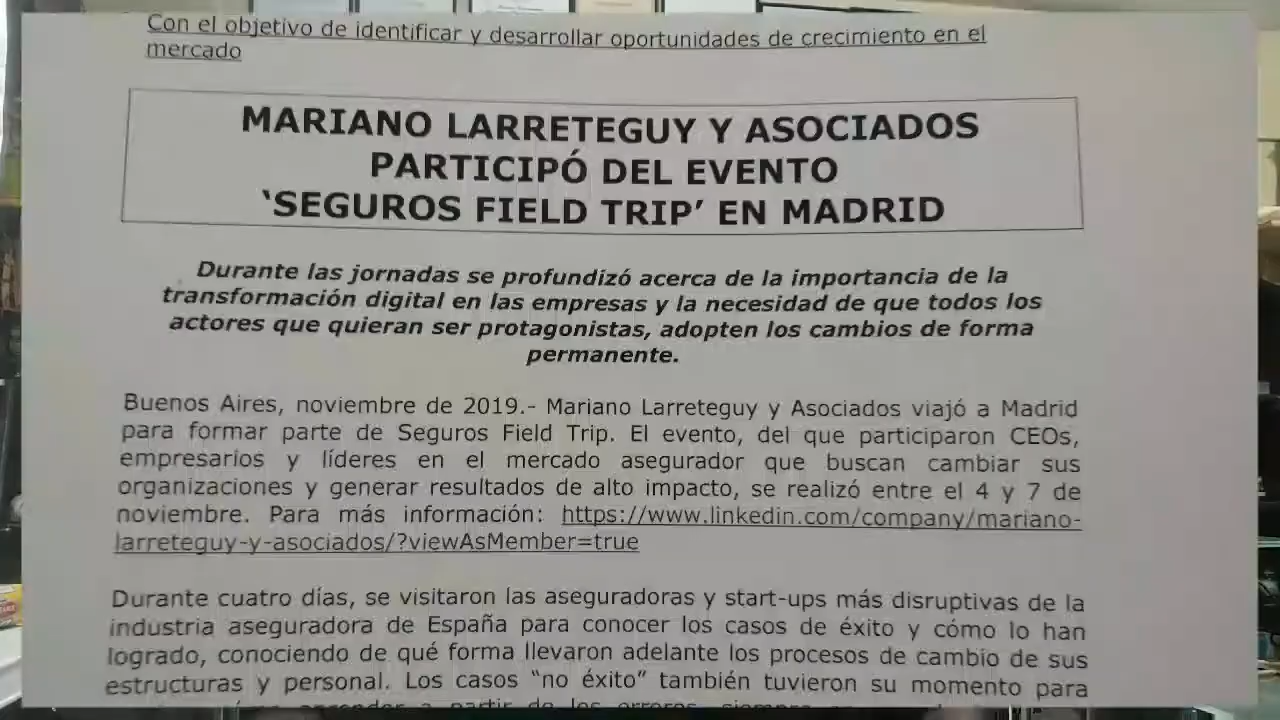 Con el objetivo de identificar y desarrollar oportunidades de crecimiento en el
mercado
MARIANO LARRETEGUY Y ASOCIADOS
PARTICIPÓ DEL EVENTO
‘SEGUROS FIELD TRIP’ EN MADRID
Durante las jornadas se profundizó acerca de la importancia de la
transformación digital en las empresas y la necesidad de que todos los
actores que quieran ser protagonistas, adopten los cambios de forma
permanente.
Buenos Aires, noviembre de 2019.- Mariano Larreteguy y Asociados viajó a Madrid
para formar parte de Seguros Field Trip. El evento, del que participaron CEOs,
empresarios y líderes en el mercado asegurador que buscan cambiar sus
organizaciones y generar resultados de alto impacto, se realizó entre el 4 y 7 de
noviembre. Para más información: https://www.linkedin.com/company/mariano-
larreteguy-y-asociados/?viewAsMember=true
Durante cuatro días, se visitaron las aseguradoras y start-ups más disruptivas de la
industria aseguradora de España para conocer los casos de éxito y cómo lo han
logrado, conociendo de qué forma llevaron adelante los procesos de cambio de sus
estructuras y personal. Los casos “no éxito” también tuvieron su momento para
aprender a partir de los errores, siempre